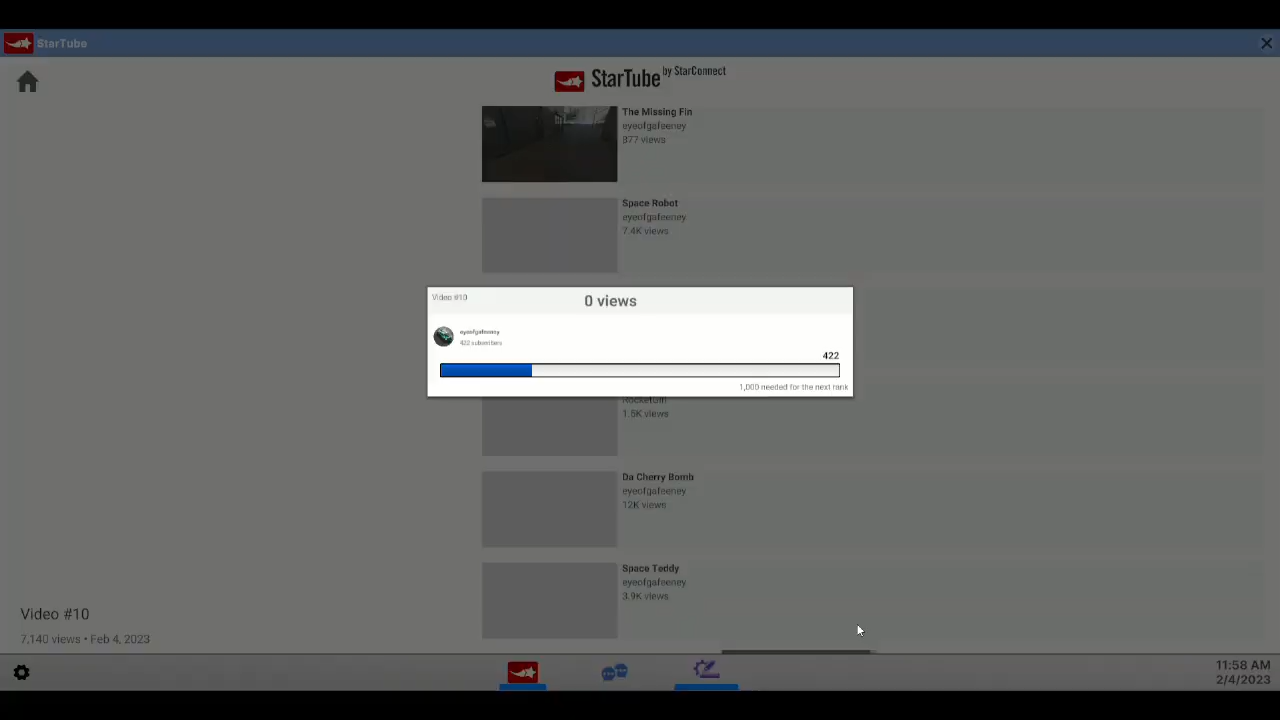 StarTube
StarTube by StarConnect
The Missing Fin
eyeofgafeeney
877 views
Space Robot
eyeofgafeeney
7.4K views
Video #10
0 views
eyeofgafeeney
422 subscribers
422
1,000 needed for the next rank
1.5K views
Da Cherry Bomb
eyeofgafeeney
12K views
Space Teddy
eyeofgafeeney
3.9K views
Video #10
7,140 views • Feb 4, 2023
11:58 AM
2/4/2023